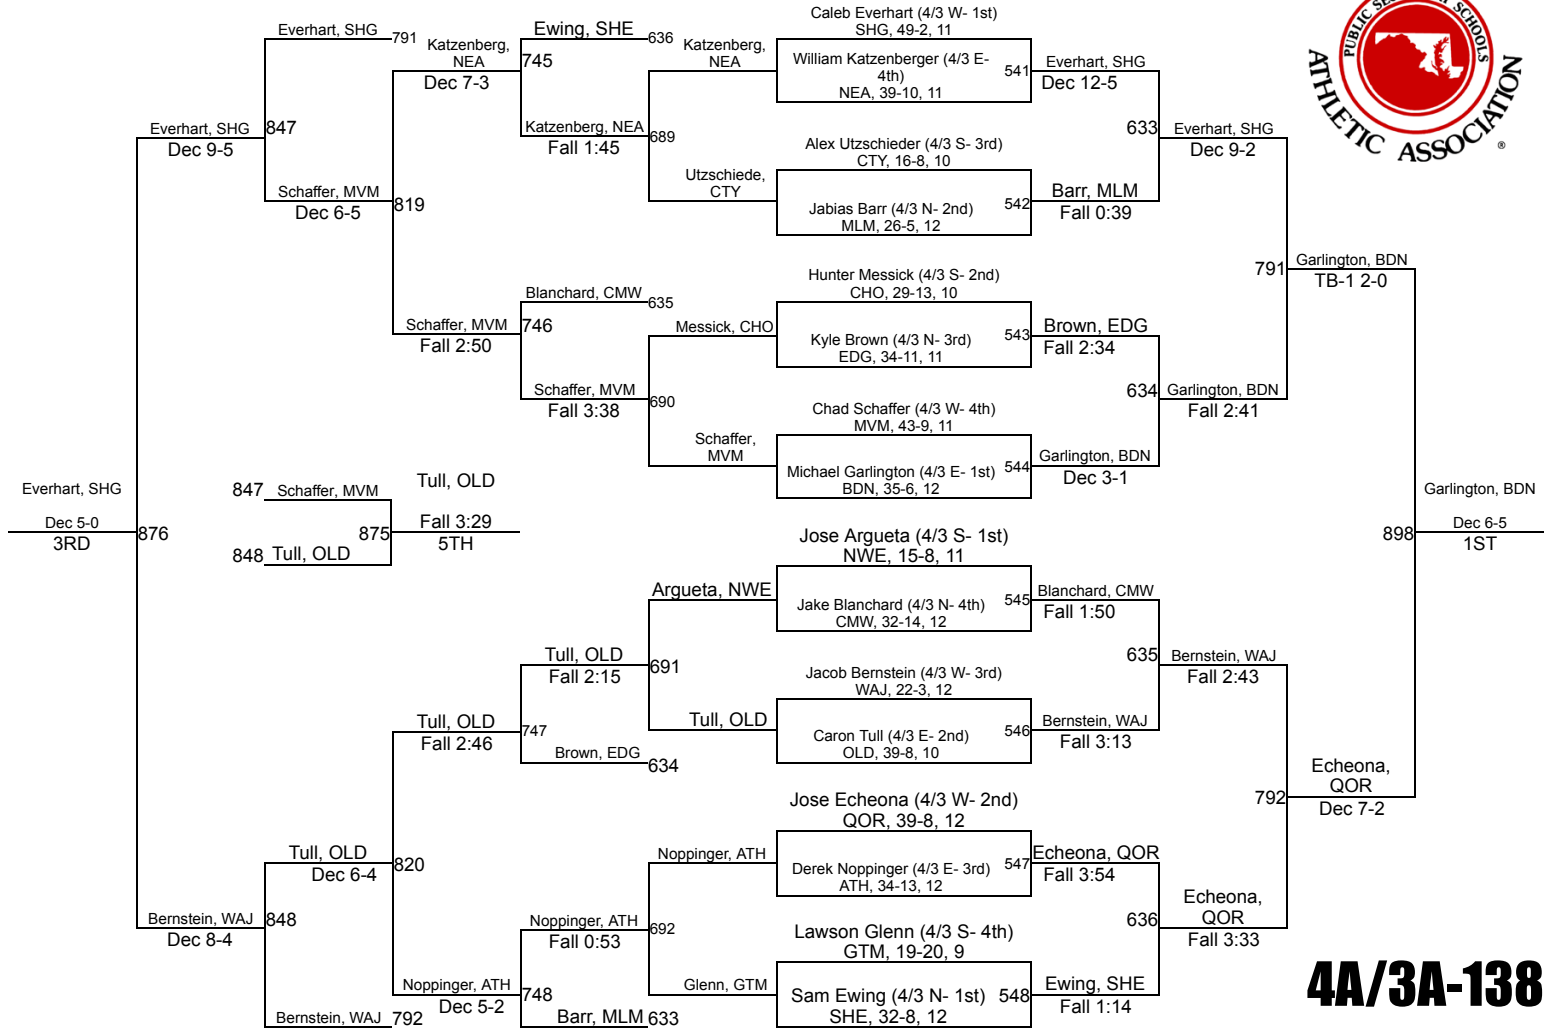 Everhart, SHG
791
Katzenberg,
NEA
Dec 7-3
745
Ewing, SHE
636
Katzenberg, NEA
Fall 1:45
689
Katzenberg,
NEA
Utzschiede,
CTY
Everhart, SHG
Dec 9-5
847
Schaffer, MVM
Dec 6-5
819
Blanchard, CMW
635
Schaffer, MVM
Fall 2:50
746
Schaffer, MVM
Fall 3:38
690
Messick, CHO
Schaffer,
MVM
Everhart, SHG
Dec 5-0
3RD
876
847
Schaffer, MVM
848
Tull, OLD
875
Tull, OLD
Fall 3:29
5TH
Argueta, NWE
Tull, OLD
Fall 2:15
691
Tull, OLD
Tull, OLD
Fall 2:46
747
Brown, EDG
634
Tull, OLD
Dec 6-4
820
Noppinger, ATH
Noppinger, ATH
Fall 0:53
692
Glenn, GTM
Bernstein, WAJ
Dec 8-4
848
Noppinger, ATH
Dec 5-2
748
Barr, MLM
633
Bernstein, WAJ
792
Caleb Everhart (4/3 W- 1st)
SHG, 49-2, 11
William Katzenberger (4/3 E-
4th)
NEA, 39-10, 11
541
Everhart, SHG
Dec 12-5
Alex Utzschieder (4/3 S- 3rd)
CTY, 16-8, 10
Jabias Barr (4/3 N- 2nd)
MLM, 26-5, 12
542
Barr, MLM
Fall 0:39
633
Everhart, SHG
Dec 9-2
Hunter Messick (4/3 S- 2nd)
CHO, 29-13, 10
Kyle Brown (4/3 N- 3rd)
EDG, 34-11, 11
543
Brown, EDG
Fall 2:34
Chad Schaffer (4/3 W- 4th)
MVM, 43-9, 11
Michael Garlington (4/3 E- 1st)
BDN, 35-6, 12
544
Garlington, BDN
Dec 3-1
634
Garlington, BDN
Fall 2:41
791
Garlington, BDN
TB-1 2-0
Jose Argueta (4/3 S- 1st)
NWE, 15-8, 11
Jake Blanchard (4/3 N- 4th)
CMW, 32-14, 12
545
Blanchard, CMW
Fall 1:50
Jacob Bernstein (4/3 W- 3rd)
WAJ, 22-3, 12
Caron Tull (4/3 E- 2nd)
OLD, 39-8, 10
546
Bernstein, WAJ
Fall 3:13
635
Bernstein, WAJ
Fall 2:43
Jose Echeona (4/3 W- 2nd)
QOR, 39-8, 12
Derek Noppinger (4/3 E- 3rd)
ATH, 34-13, 12
547
Echeona, QOR
Fall 3:54
Lawson Glenn (4/3 S- 4th)
GTM, 19-20, 9
Sam Ewing (4/3 N- 1st)
SHE, 32-8, 12
548
Ewing, SHE
Fall 1:14
636
Echeona,
QOR
Fall 3:33
792
Echeona,
QOR
Dec 7-2
898
Garlington, BDN
Dec 6-5
1ST
PUBLIC
SCHOOLS
ATHLETIC ASSOCIATION
®
4A/3A-138